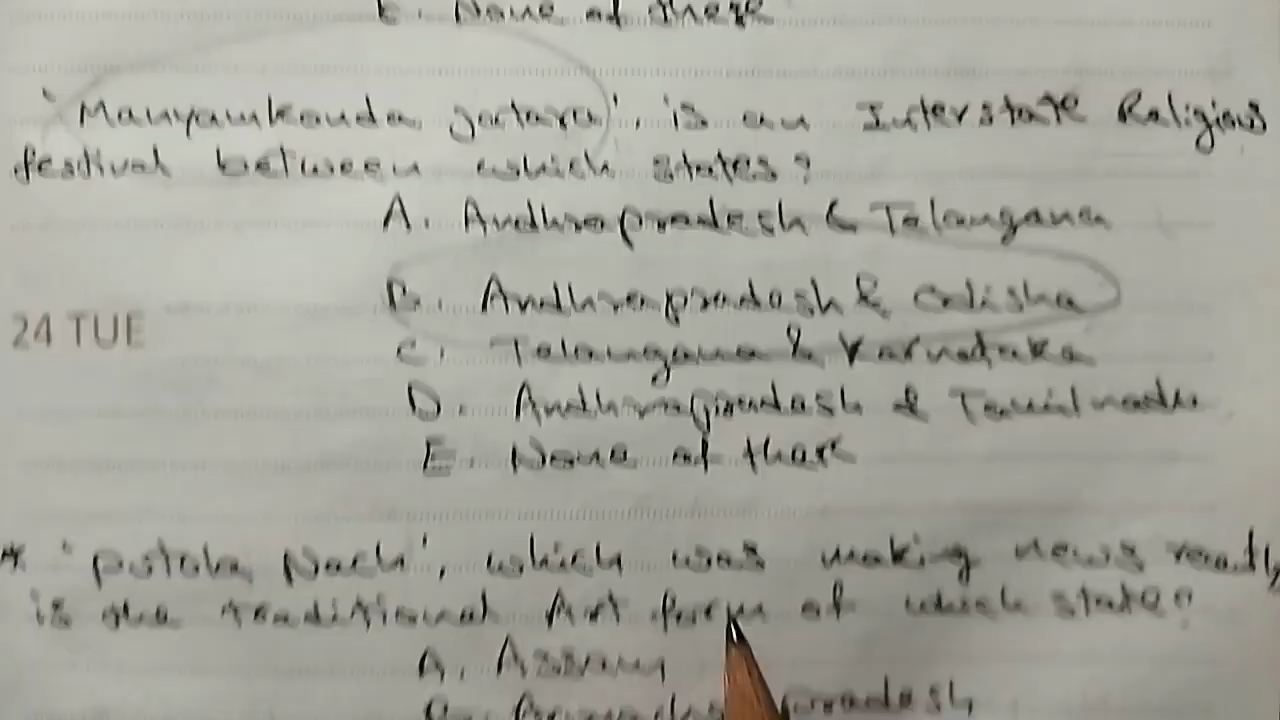 E. None of these
'Manyamkonda jatara', is an Interstate Religious
festival between which states?
A. Andhrapradesh & Telangana
B. Andhrapradesh & Odisha
24 TUE
C. Telangana & Karnataka
D. Andhrapradesh & Tamilnadu
E. None of these
* 'putola Nach', which was making news recently
is the traditional Art form of which state?
A. Assam
pradesh